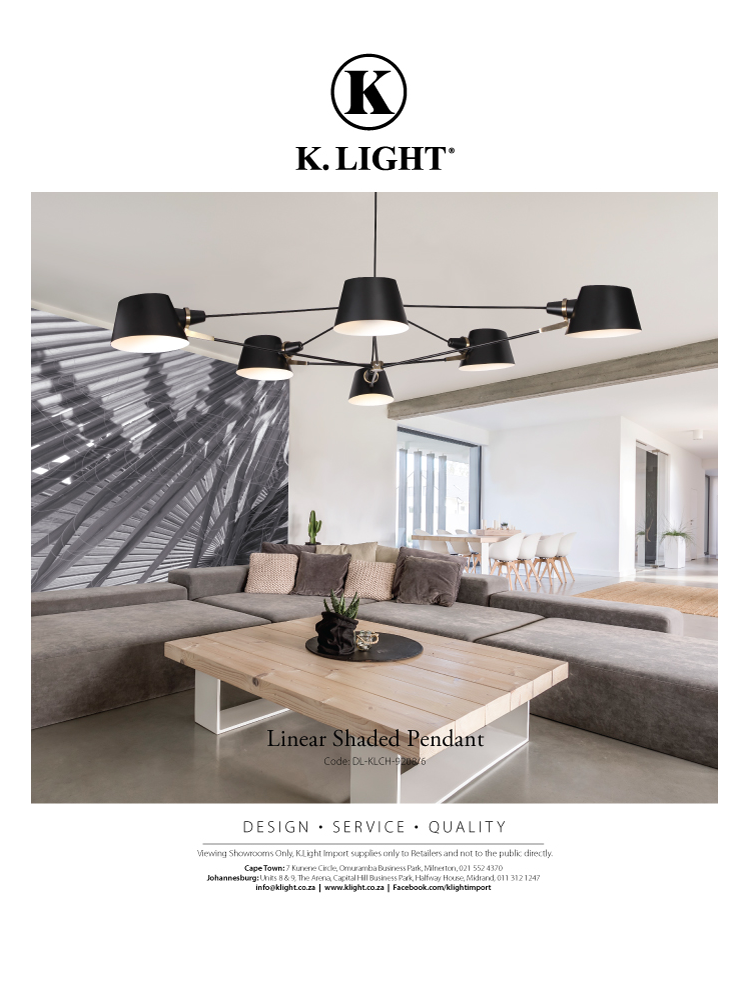 K
K. LIGHT®
Linear Shaded Pendant
Code:
DESIGN • SERVICE • QUALITY
Viewing Showrooms Only, K.Light Import supplies only to Retailers and not to the public directly.
Cape Town: 7 Kunene Circle, Omuramba Business Park, Milnerton, 021 552 4370
Johannesburg: Units 8 & 9, The Arena, Capital Hill Business Park, Halfway House, Midrand, 011 312 1247
info@klight.co.za | www.klight.co.za | Facebook.com/klightimport